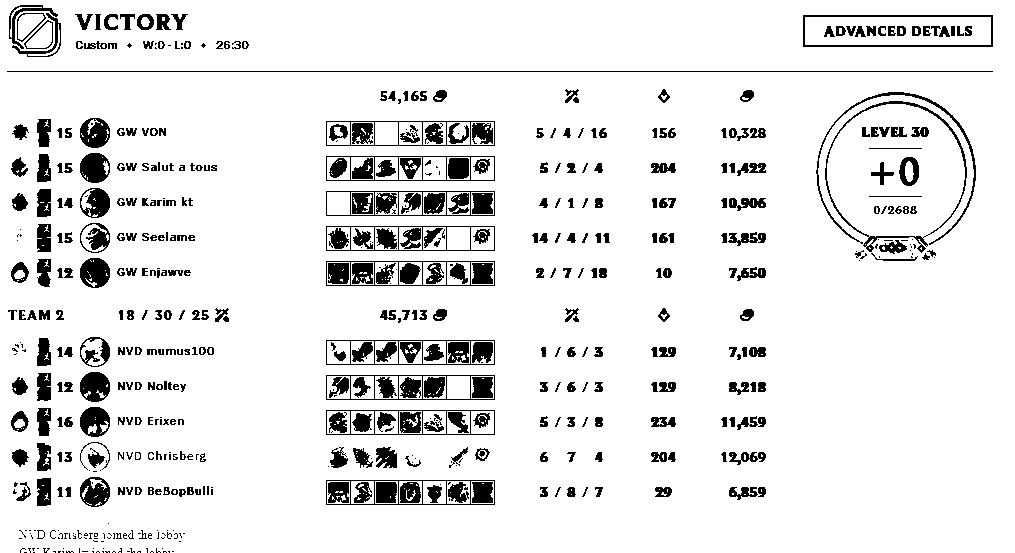 VICTORY
Custom • W:0 - L:0 • 26:30
ADVANCED DETAILS
54,165
15 GW VON 5 / 4 / 16 156 10,328
15 GW Salut a tous 5 / 2 / 4 204 11,422
14 GW Karim kt 4 / 1 / 8 167 10,906
15 GW Seelame 14 / 4 / 11 161 13,859
12 GW Enjawve 2 / 7 / 18 10 7,650
LEVEL 30
+0
0/2688
TEAM 2 18 / 30 / 25 45,713
14 NVD mumus100 1 / 6 / 3 129 7,108
12 NVD Noltey 3 / 6 / 3 129 8,218
16 NVD Erixen 5 / 3 / 8 234 11,459
13 NVD Chrisberg 6 7 4 204 12,069
11 NVD BeBopBulli 3 / 8 / 7 29 6,859
NVD Chrisberg joined the lobby
GW Karim joined the lobby